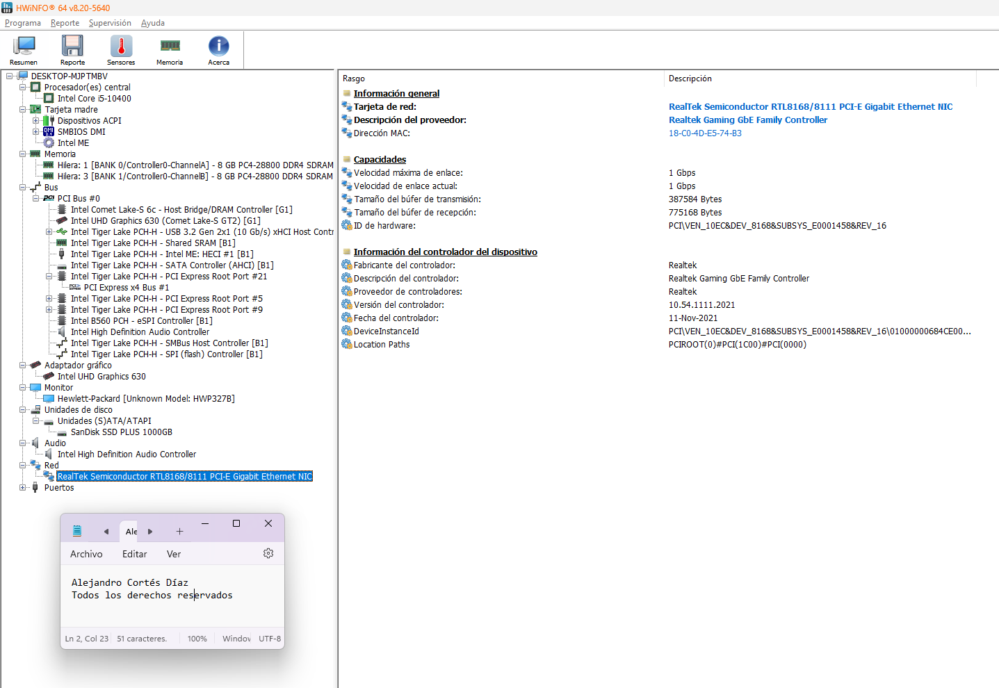 HWiNFO® 64 v8.20-5640
Programa Reporte Supervisión Ayuda
Resumen Reporte Sensores Memoria Acerca
DESKTOP-MJPTMBV
Procesador(es) central
Intel Core i5-10400
Tarjeta madre
Dispositivos ACPI
SMBIOS DMI
Intel ME
Memoria
Hilera: 1 [BANK 0/Controller0-ChannelA] - 8 GB PC4-28800 DDR4 SDRAM
Hilera: 3 [BANK 1/Controller0-ChannelB] - 8 GB PC4-28800 DDR4 SDRAM
Bus
PCI Bus #0
Intel Comet Lake-S 6c - Host Bridge/DRAM Controller [G1]
Intel UHD Graphics 630 (Comet Lake-S GT2) [G1]
Intel Tiger Lake PCH-H - USB 3.2 Gen 2x1 (10 Gb/s) xHCI Host Contr
Intel Tiger Lake PCH-H - Shared SRAM [B1]
Intel Tiger Lake PCH-H - Intel ME: HECI #1 [B1]
Intel Tiger Lake PCH-H - SATA Controller (AHCI) [B1]
Intel Tiger Lake PCH-H - PCI Express Root Port #21
PCI Express x4 Bus #1
Intel Tiger Lake PCH-H - PCI Express Root Port #5
Intel Tiger Lake PCH-H - PCI Express Root Port #9
Intel B560 PCH - eSPI Controller [B1]
Intel High Definition Audio Controller
Intel Tiger Lake PCH-H - SMBus Host Controller [B1]
Intel Tiger Lake PCH-H - SPI (flash) Controller [B1]
Adaptador gráfico
Intel UHD Graphics 630
Monitor
Hewlett-Packard [Unknown Model: HWP327B]
Unidades de disco
Unidades (S)ATA/ATAPI
SanDisk SSD PLUS 1000GB
Audio
Intel High Definition Audio Controller
Red
RealTek Semiconductor RTL8168/8111 PCI-E Gigabit Ethernet NIC
Puertos
Rasgo Descripción
Información general
Tarjeta de red: RealTek Semiconductor RTL8168/8111 PCI-E Gigabit Ethernet NIC
Descripción del proveedor: Realtek Gaming GbE Family Controller
Dirección MAC: 18-C0-4D-E5-74-B3
Capacidades
Velocidad máxima de enlace: 1 Gbps
Velocidad de enlace actual: 1 Gbps
Tamaño del búfer de transmisión: 387584 Bytes
Tamaño del búfer de recepción: 775168 Bytes
ID de hardware: PCI\VEN_10EC&DEV_8168&SUBSYS_E0001458&REV_16
Información del controlador del dispositivo
Fabricante del controlador: Realtek
Descripción del controlador: Realtek Gaming GbE Family Controller
Proveedor de controladores: Realtek
Versión del controlador: 10.54.1111.2021
Fecha del controlador: 11-Nov-2021
DeviceInstanceId PCI\VEN_10EC&DEV_8168&SUBSYS_E0001458&REV_16\01000000684CE00...
Location Paths PCIROOT(0)#PCI(1C00)#PCI(0000)
Ale
Archivo Editar Ver
Alejandro Cortés Díaz
Todos los derechos reservados
Ln 2, Col 23 51 caracteres. 100% Window UTF-8